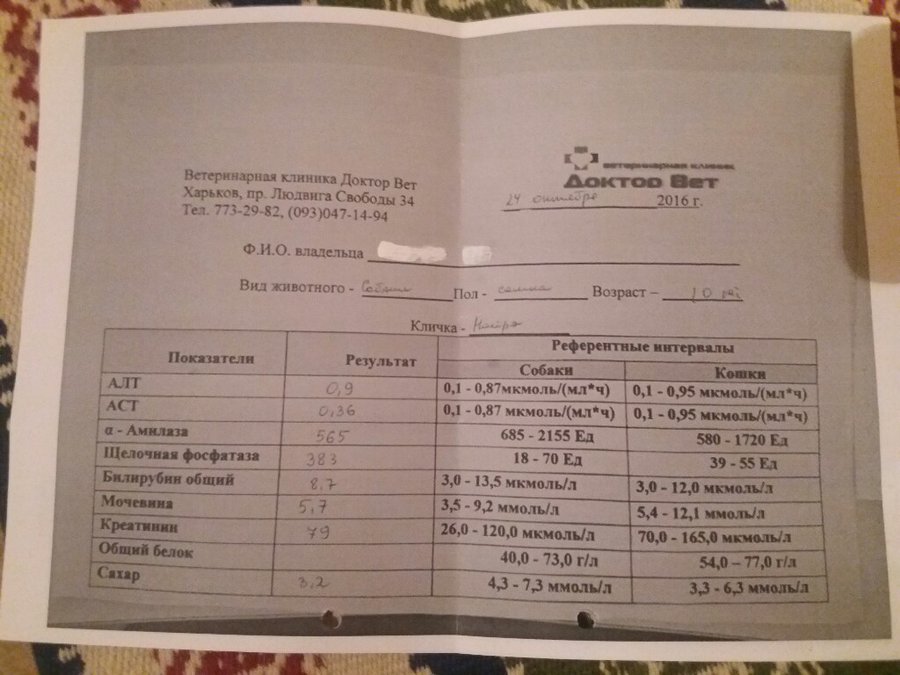 Ветеринарная клиника Доктор Вет
Харьков, пр. Людвига Свободы 34
Тел. 773-29-82, (093)047-14-94
ветеринарная клиник
Доктор Вет
24 октября 2016 г.
Ф.И.О. владельца
Вид животного - Собака Пол - самка Возраст – 10 лет
Кличка -
Показатели Результат Референтные интервалы
Собаки Кошки
АЛТ 0,9 0,1 - 0,87мкмоль/(мл*ч) 0,1 - 0,95 мкмоль/(мл*ч)
АСТ 0,36 0,1 - 0,87 мкмоль/(мл*ч) 0,1 - 0,95 мкмоль/(мл*ч)
α - Амилаза 565 685 - 2155 Ед 580 - 1720 Ед
Щелочная фосфатаза 383 18 - 70 Ед 39 - 55 Ед
Билирубин общий 8,7 3,0 - 13,5 мкмоль/л 3,0 - 12,0 мкмоль/л
Мочевина 5,7 3,5 - 9,2 ммоль/л 5,4 - 12,1 ммоль/л
Креатинин 79 26,0 - 120,0 мкмоль/л 70,0 - 165,0 мкмоль/л
Общий белок 40,0 - 73,0 г/л 54,0 – 77,0 г/л
Сахар 3,2 4,3 - 7,3 ммоль/л 3,3 - 6,3 ммоль/л